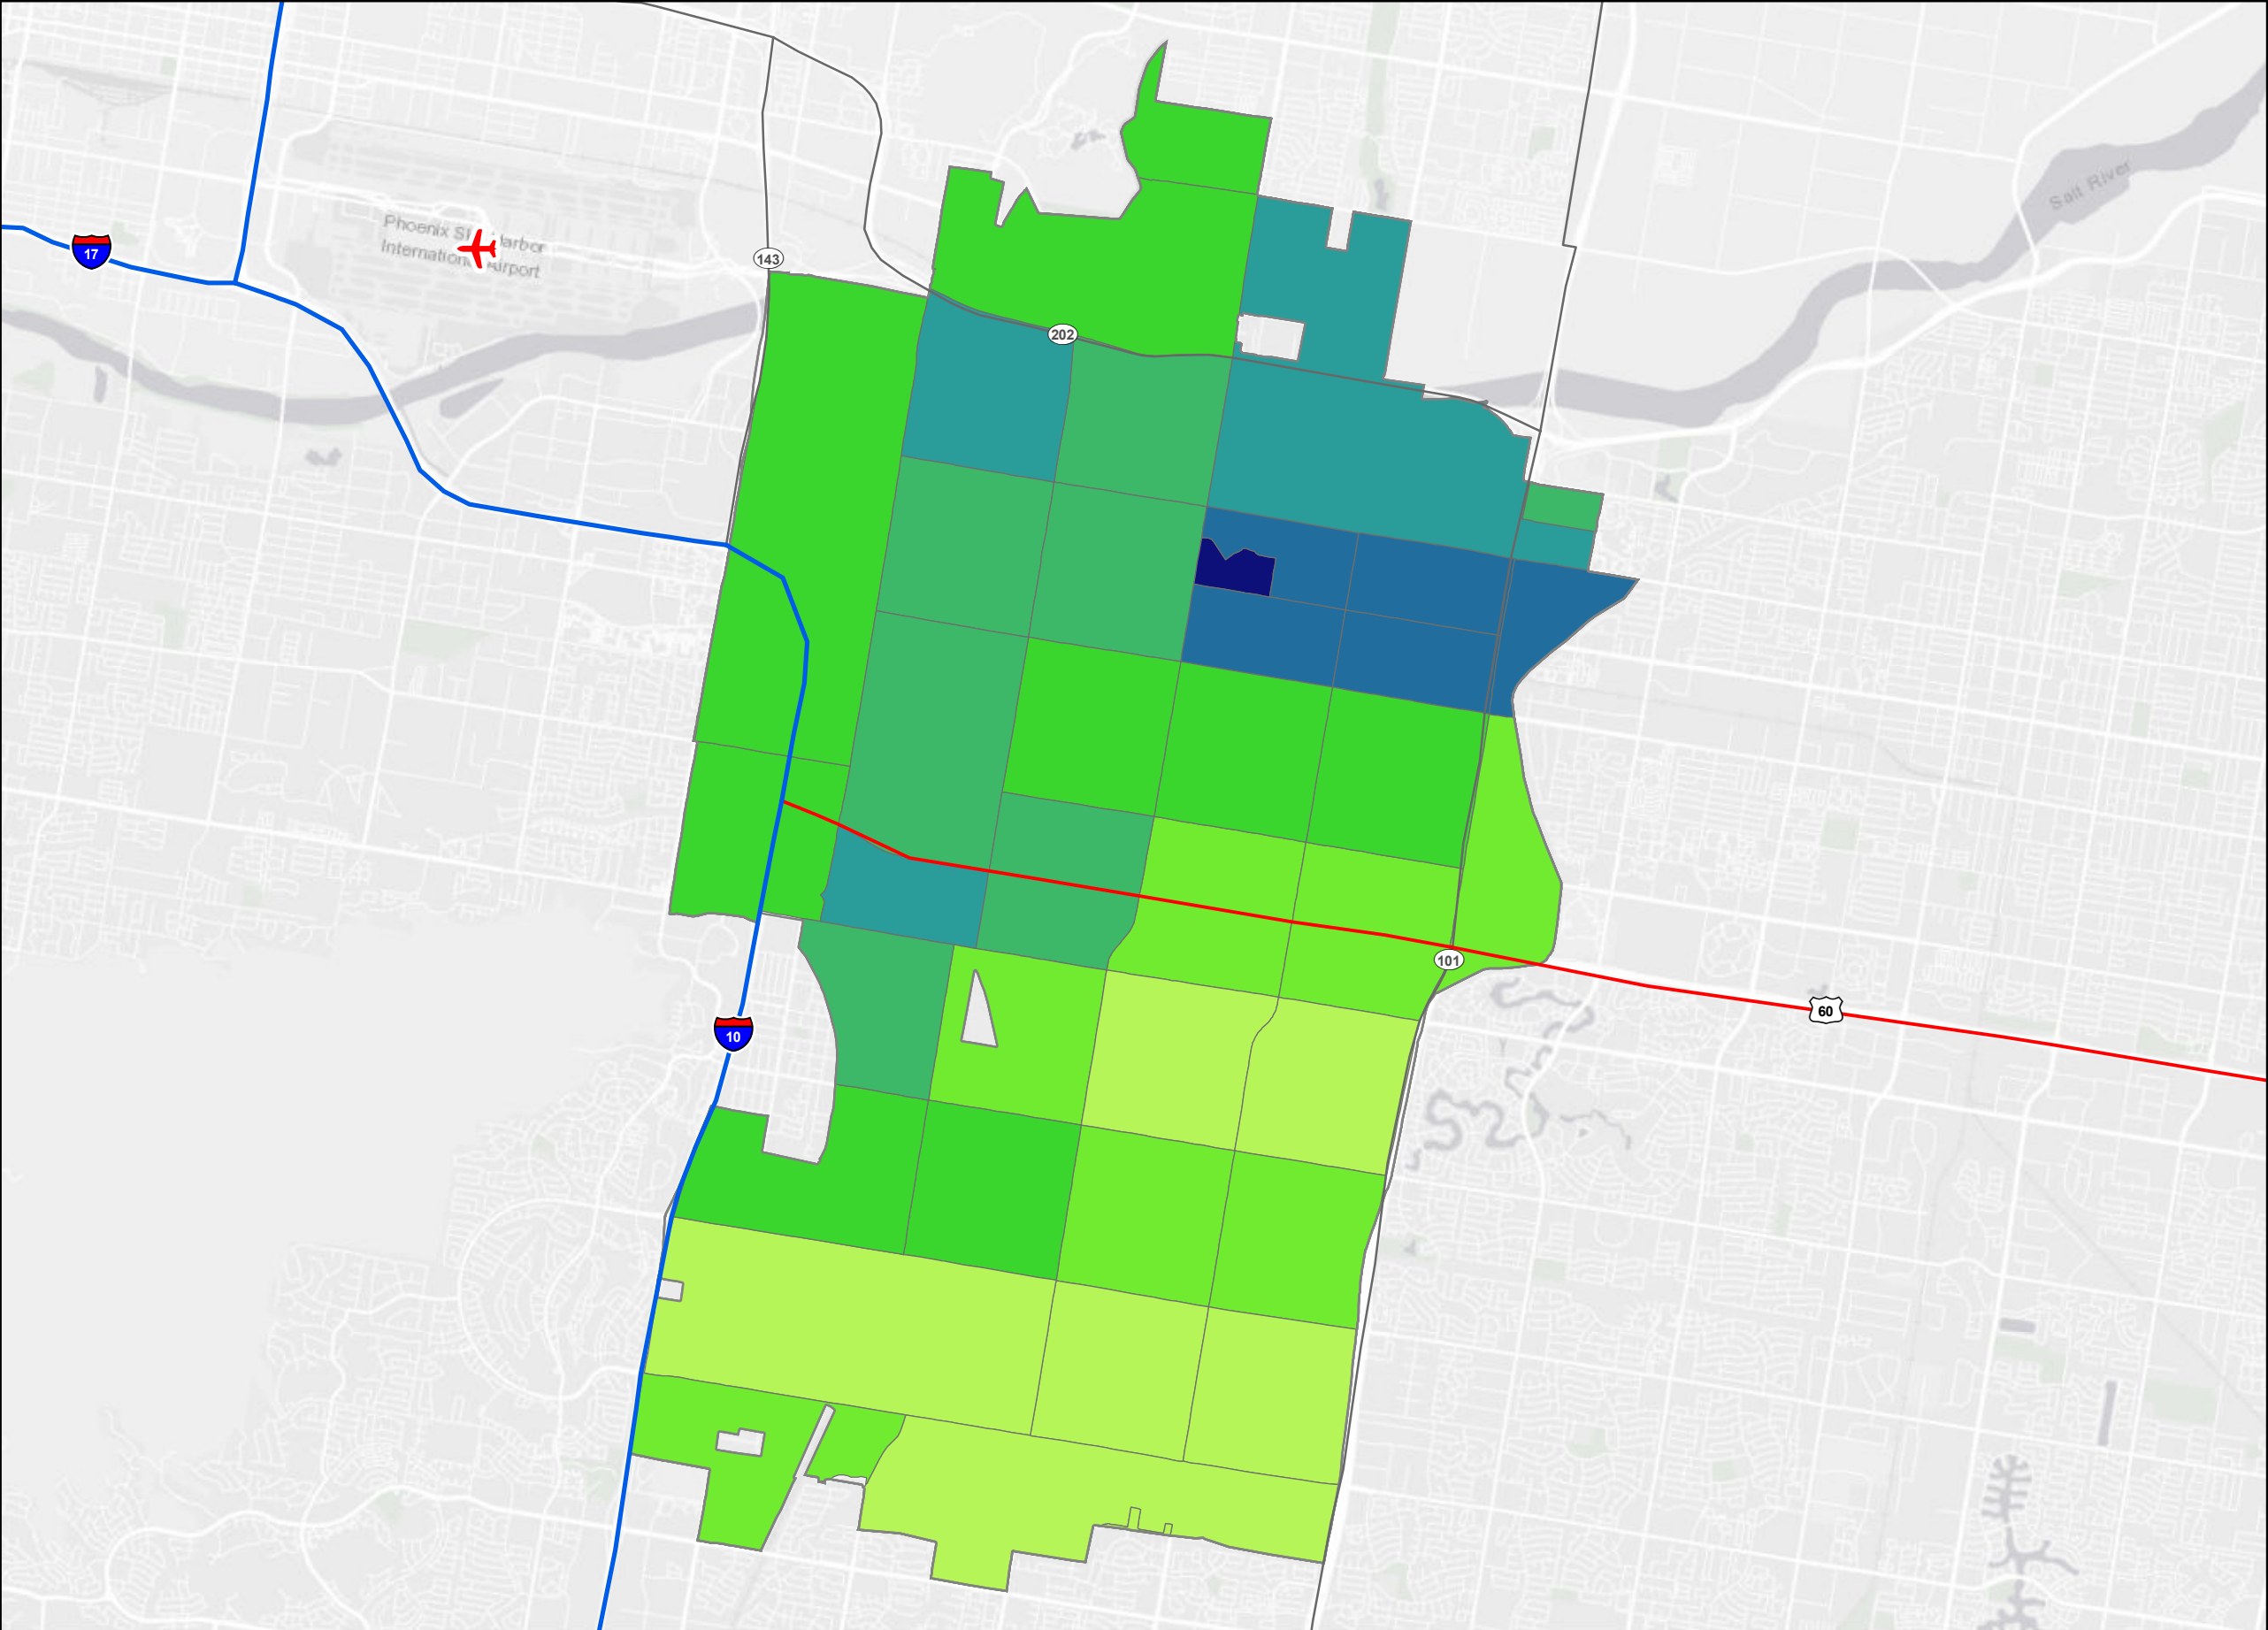 Salt River
Phoenix Sky Harbor
International Airport
17
143
202
101
60
10